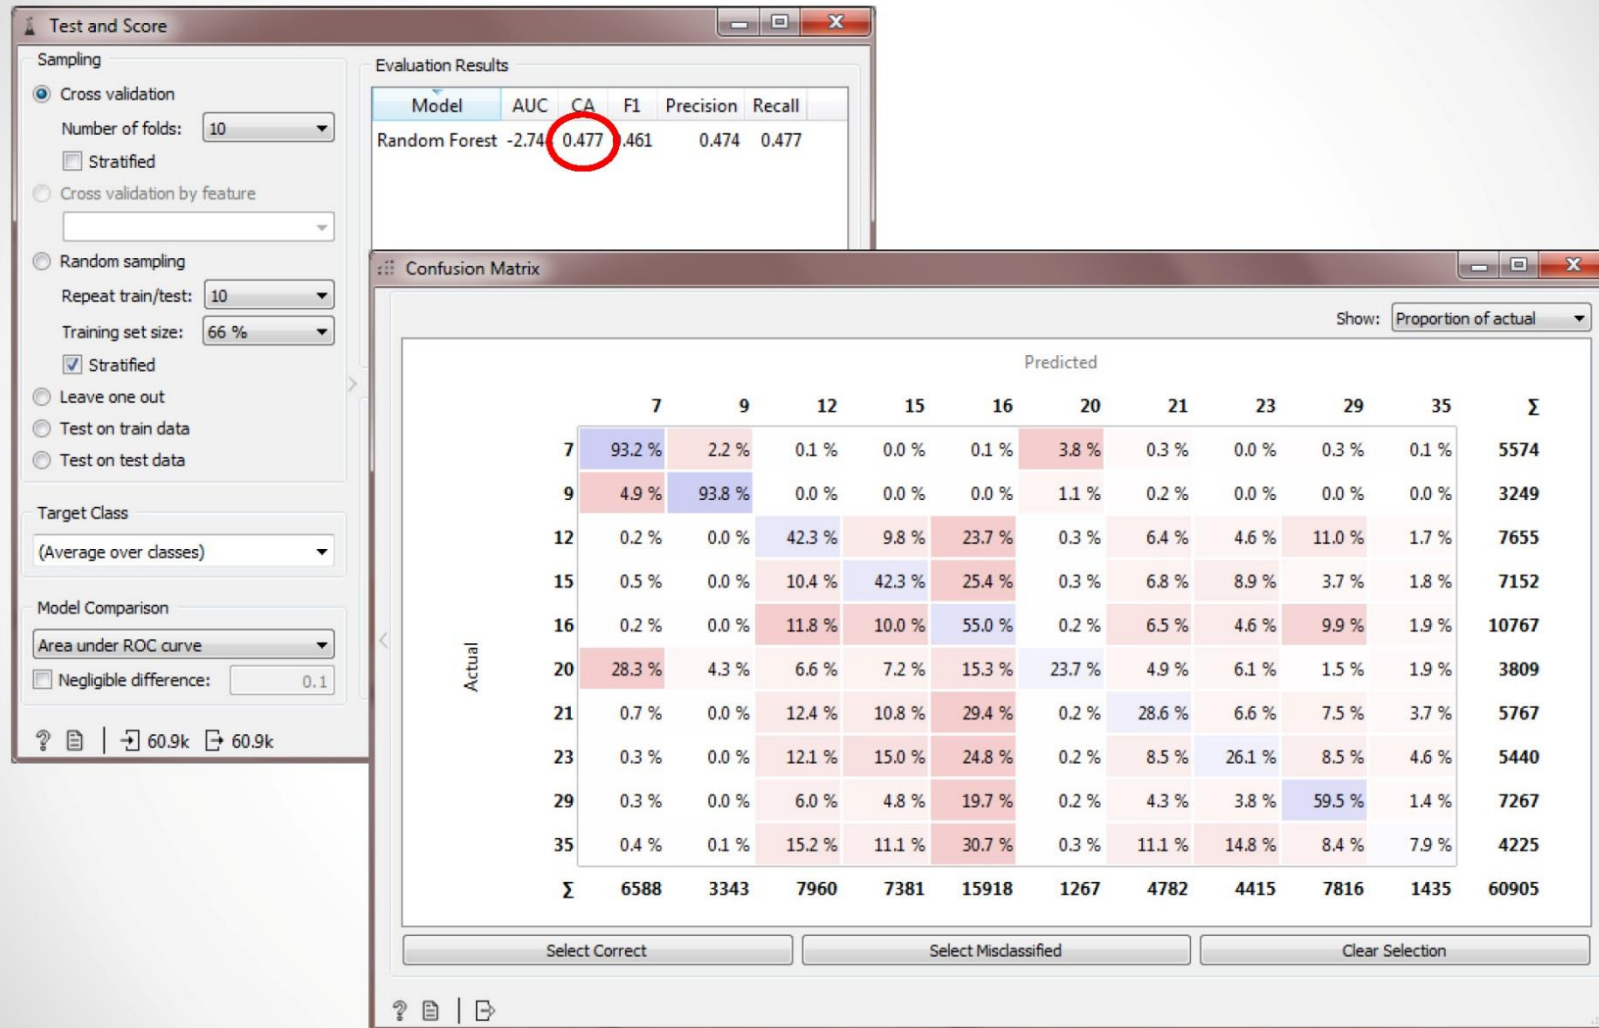 Test and Score
Sampling
Cross validation
Number of folds: 10
Stratified
Cross validation by feature
Random sampling
Repeat train/test: 10
Training set size: 66 %
Stratified
Leave one out
Test on train data
Test on test data
Target Class
(Average over classes)
Model Comparison
Area under ROC curve
Negligible difference: 0.1
? 60.9k 60.9k
Evaluation Results
Model AUC CA F1 Precision Recall
Random Forest 0.477 .461 0.474 0.477
Confusion Matrix
Show: Proportion of actual
Predicted
7 9 12 15 16 20 21 23 29 35 Σ
Actual
7 93.2 % 2.2 % 0.1 % 0.0 % 0.1 % 3.8 % 0.3 % 0.0 % 0.3 % 0.1 % 5574
9 4.9 % 93.8 % 0.0 % 0.0 % 0.0 % 1.1 % 0.2 % 0.0 % 0.0 % 0.0 % 3249
12 0.2 % 0.0 % 42.3 % 9.8 % 23.7 % 0.3 % 6.4 % 4.6 % 11.0 % 1.7 % 7655
15 0.5 % 0.0 % 10.4 % 42.3 % 25.4 % 0.3 % 6.8 % 8.9 % 3.7 % 1.8 % 7152
16 0.2 % 0.0 % 11.8 % 10.0 % 55.0 % 0.2 % 6.5 % 4.6 % 9.9 % 1.9 % 10767
20 28.3 % 4.3 % 6.6 % 7.2 % 15.3 % 23.7 % 4.9 % 6.1 % 1.5 % 1.9 % 3809
21 0.7 % 0.0 % 12.4 % 10.8 % 29.4 % 0.2 % 28.6 % 6.6 % 7.5 % 3.7 % 5767
23 0.3 % 0.0 % 12.1 % 15.0 % 24.8 % 0.2 % 8.5 % 26.1 % 8.5 % 4.6 % 5440
29 0.3 % 0.0 % 6.0 % 4.8 % 19.7 % 0.2 % 4.3 % 3.8 % 59.5 % 1.4 % 7267
35 0.4 % 0.1 % 15.2 % 11.1 % 30.7 % 0.3 % 11.1 % 14.8 % 8.4 % 7.9 % 4225
Σ 6588 3343 7960 7381 15918 1267 4782 4415 7816 1435 60905
Select Correct
Select Misclassified
Clear Selection
?